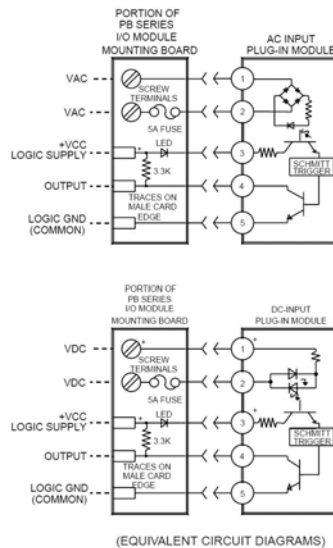 PORTION OF
PB SERIES
I/O MODULE
MOUNTING BOARD
AC INPUT
PLUG-IN MODULE
VAC
1
SCREW
TERMINALS
VAC
2
5A FUSE
+VCC
LOGIC SUPPLY
+
LED
3
3.3K
SCHMITT
TRIGGER
OUTPUT
4
TRACES ON
MALE CARD
EDGE
LOGIC GND
(COMMON)
5
PORTION OF
PB SERIES
I/O MODULE
MOUNTING BOARD
DC-INPUT
PLUG-IN MODULE
VDC
+
1
+
SCREW
TERMINALS
VDC
2
5A FUSE
+VCC
LOGIC SUPPLY
+
LED
3
+
3.3K
SCHMITT
TRIGGER
OUTPUT
4
TRACES ON
MALE CARD
EDGE
LOGIC GND
(COMMON)
5
(EQUIVALENT CIRCUIT DIAGRAMS)